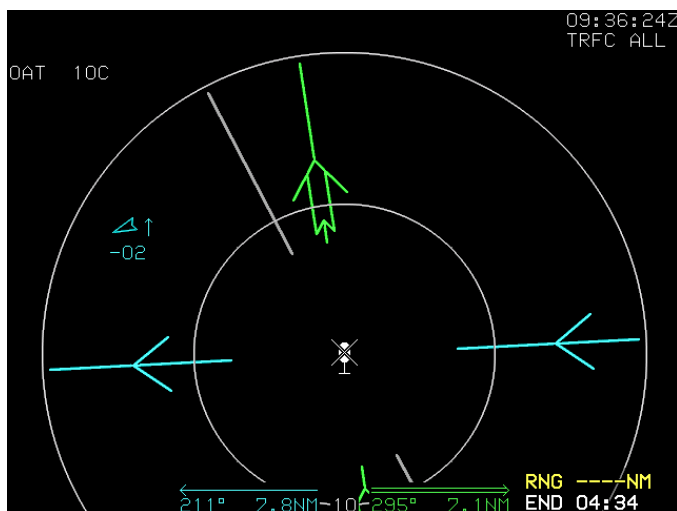 09:36:24Z
TRFC ALL
OAT 10C
-02
RNG ----NM
211° 7.8NM
10
295° 7.1NM
END 04:34